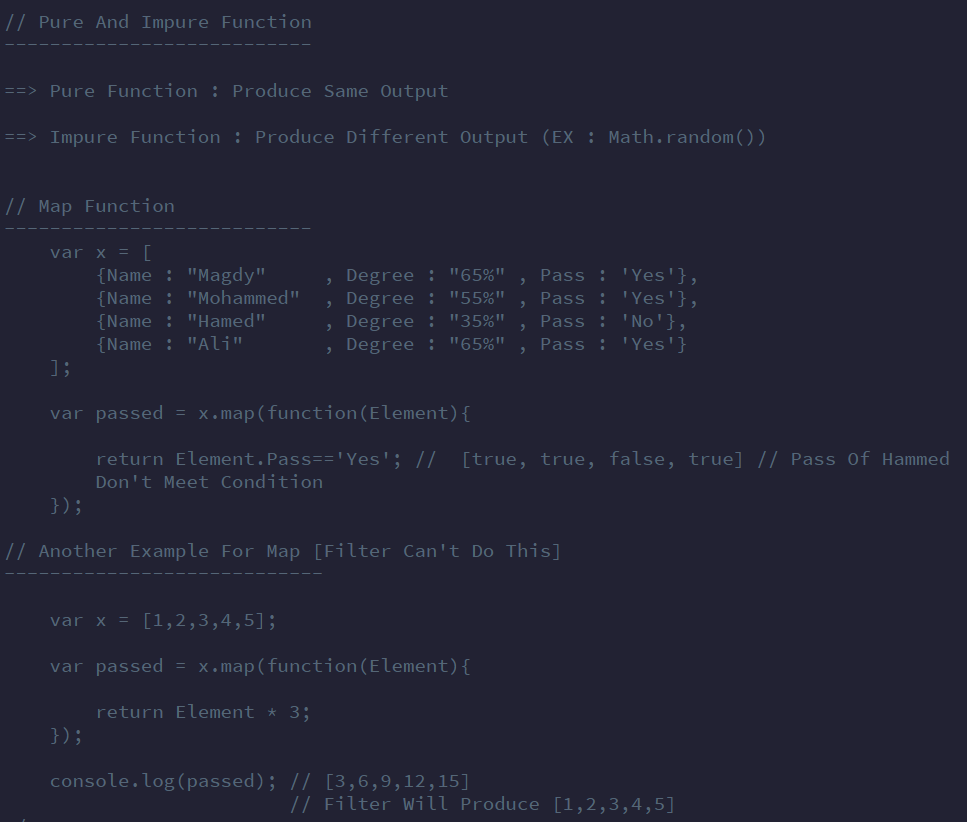 // Pure And Impure Function
---------------------------
==> Pure Function : Produce Same Output
==> Impure Function : Produce Different Output (EX : Math.random())
// Map Function
---------------------------
var x = [
{Name : "Magdy"     , Degree : "65%" , Pass : 'Yes'},
{Name : "Mohammed"  , Degree : "55%" , Pass : 'Yes'},
{Name : "Hamed"     , Degree : "35%" , Pass : 'No'},
{Name : "Ali"       , Degree : "65%" , Pass : 'Yes'}
];
var passed = x.map(function(Element){
return Element.Pass=='Yes'; //  [true, true, false, true] // Pass Of Hammed
Don't Meet Condition
});
// Another Example For Map [Filter Can't Do This]
----------------------------
var x = [1,2,3,4,5];
var passed = x.map(function(Element){
return Element * 3;
});
console.log(passed); // [3,6,9,12,15]
// Filter Will Produce [1,2,3,4,5]